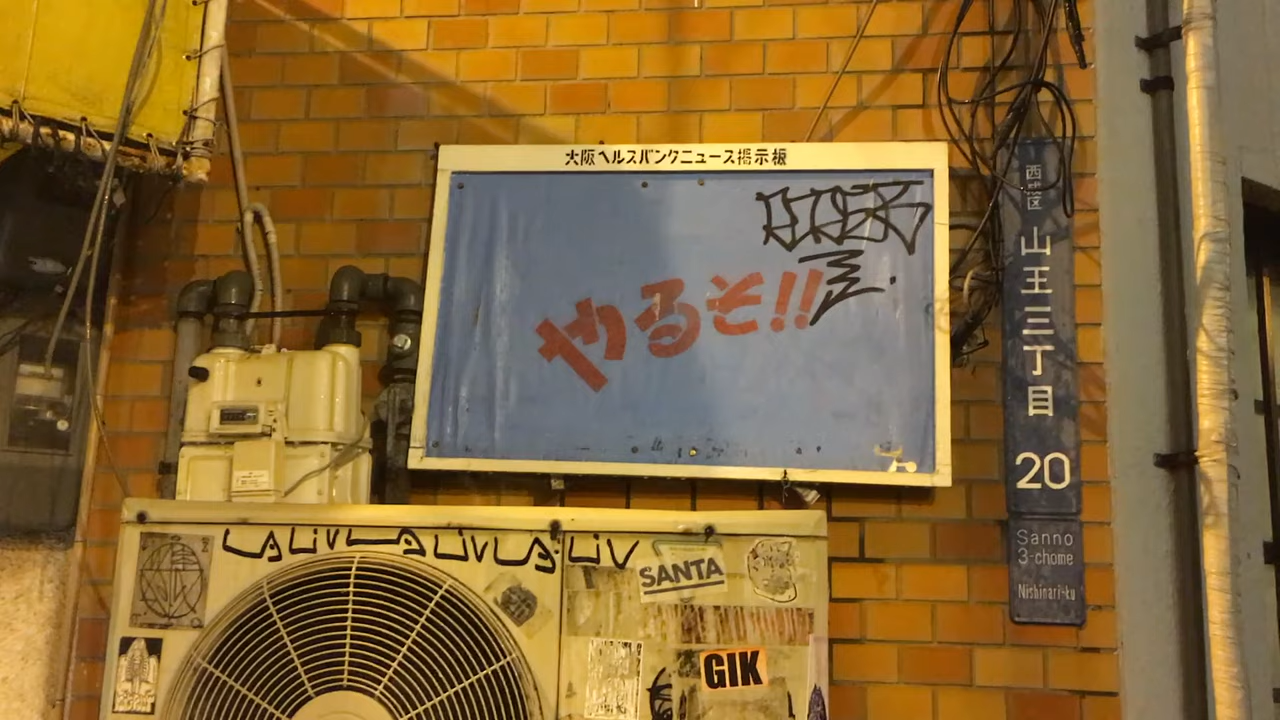 大阪ヘルスバンクニュース掲示板
やるぞ!!
西成区
山王三丁目
20
Sanno
3-chome
Nishinari-ku
SANTA
GIK